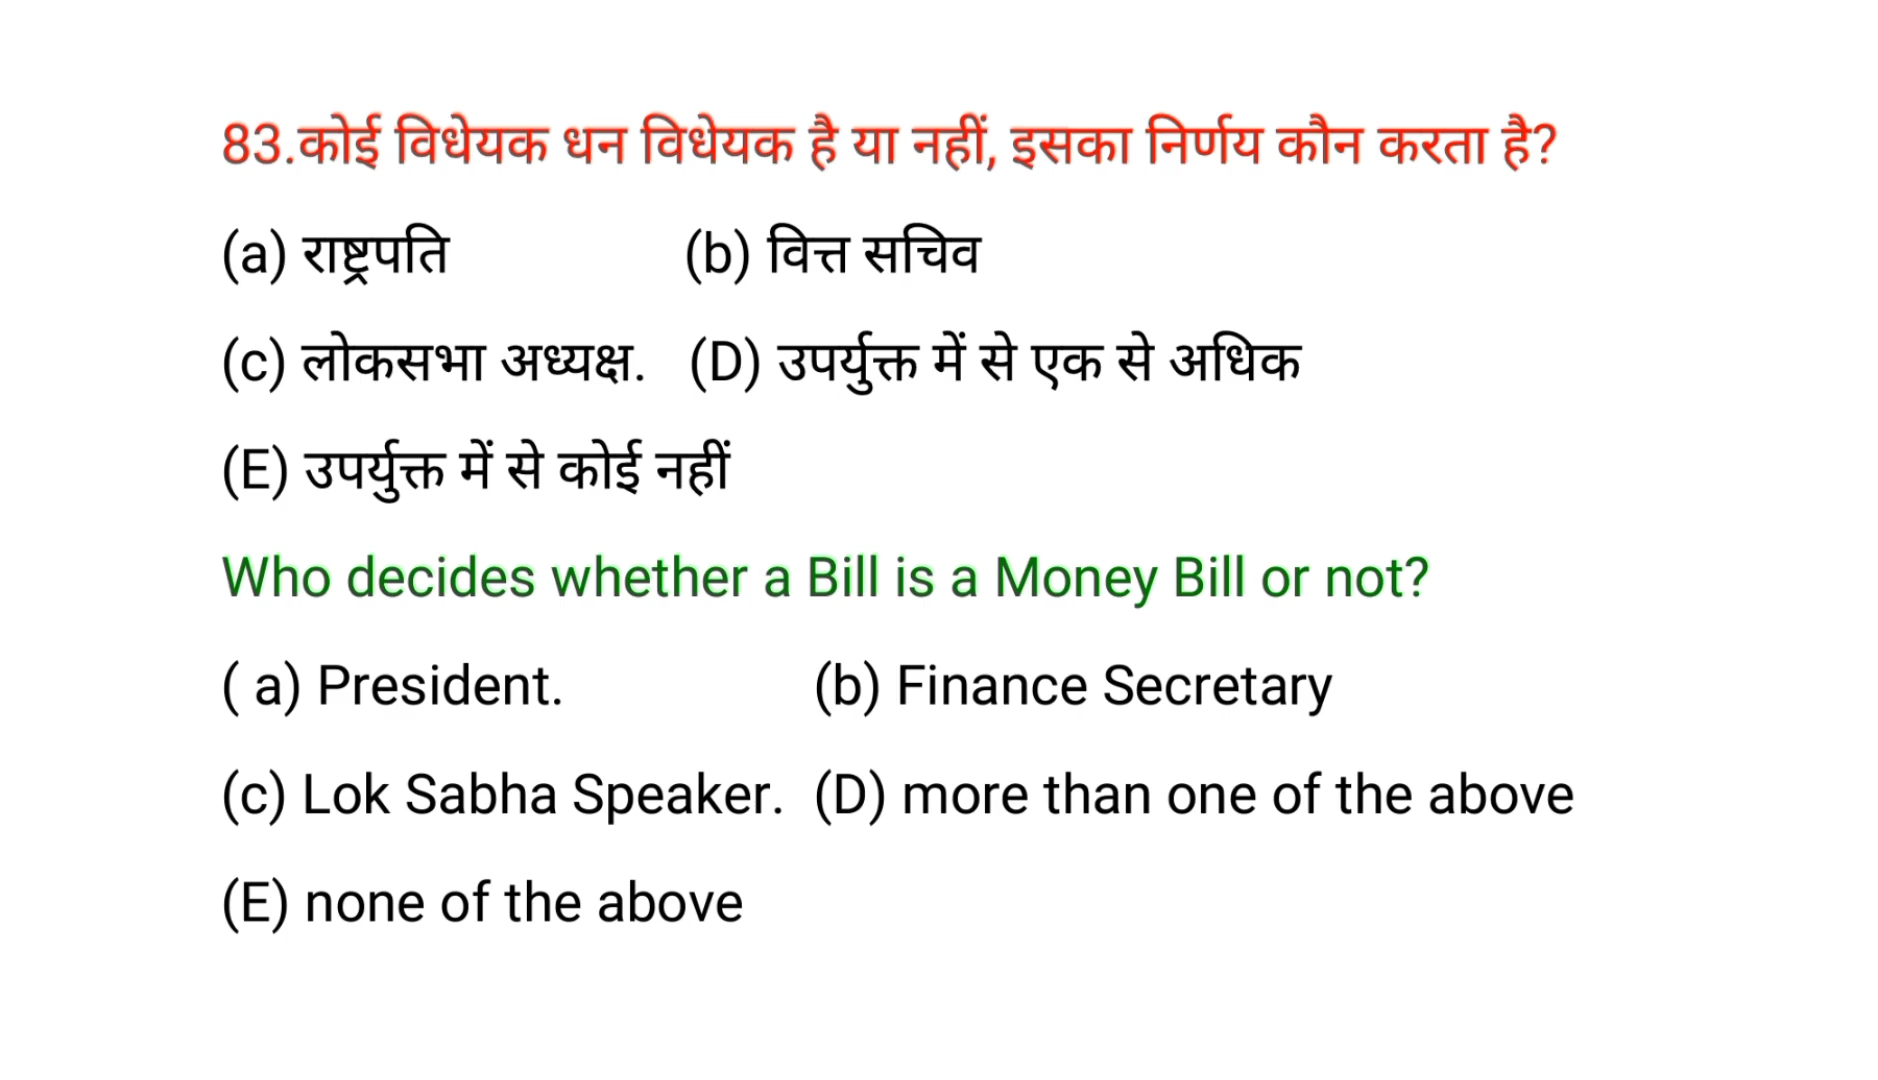 83.कोई विधेयक धन विधेयक है या नहीं, इसका निर्णय कौन करता है?
(a) राष्ट्रपति (b) वित्त सचिव
(c) लोकसभा अध्यक्ष. (D) उपर्युक्त में से एक से अधिक
(E) उपर्युक्त में से कोई नहीं
Who decides whether a Bill is a Money Bill or not?
( a) President. (b) Finance Secretary
(c) Lok Sabha Speaker. (D) more than one of the above
(E) none of the above